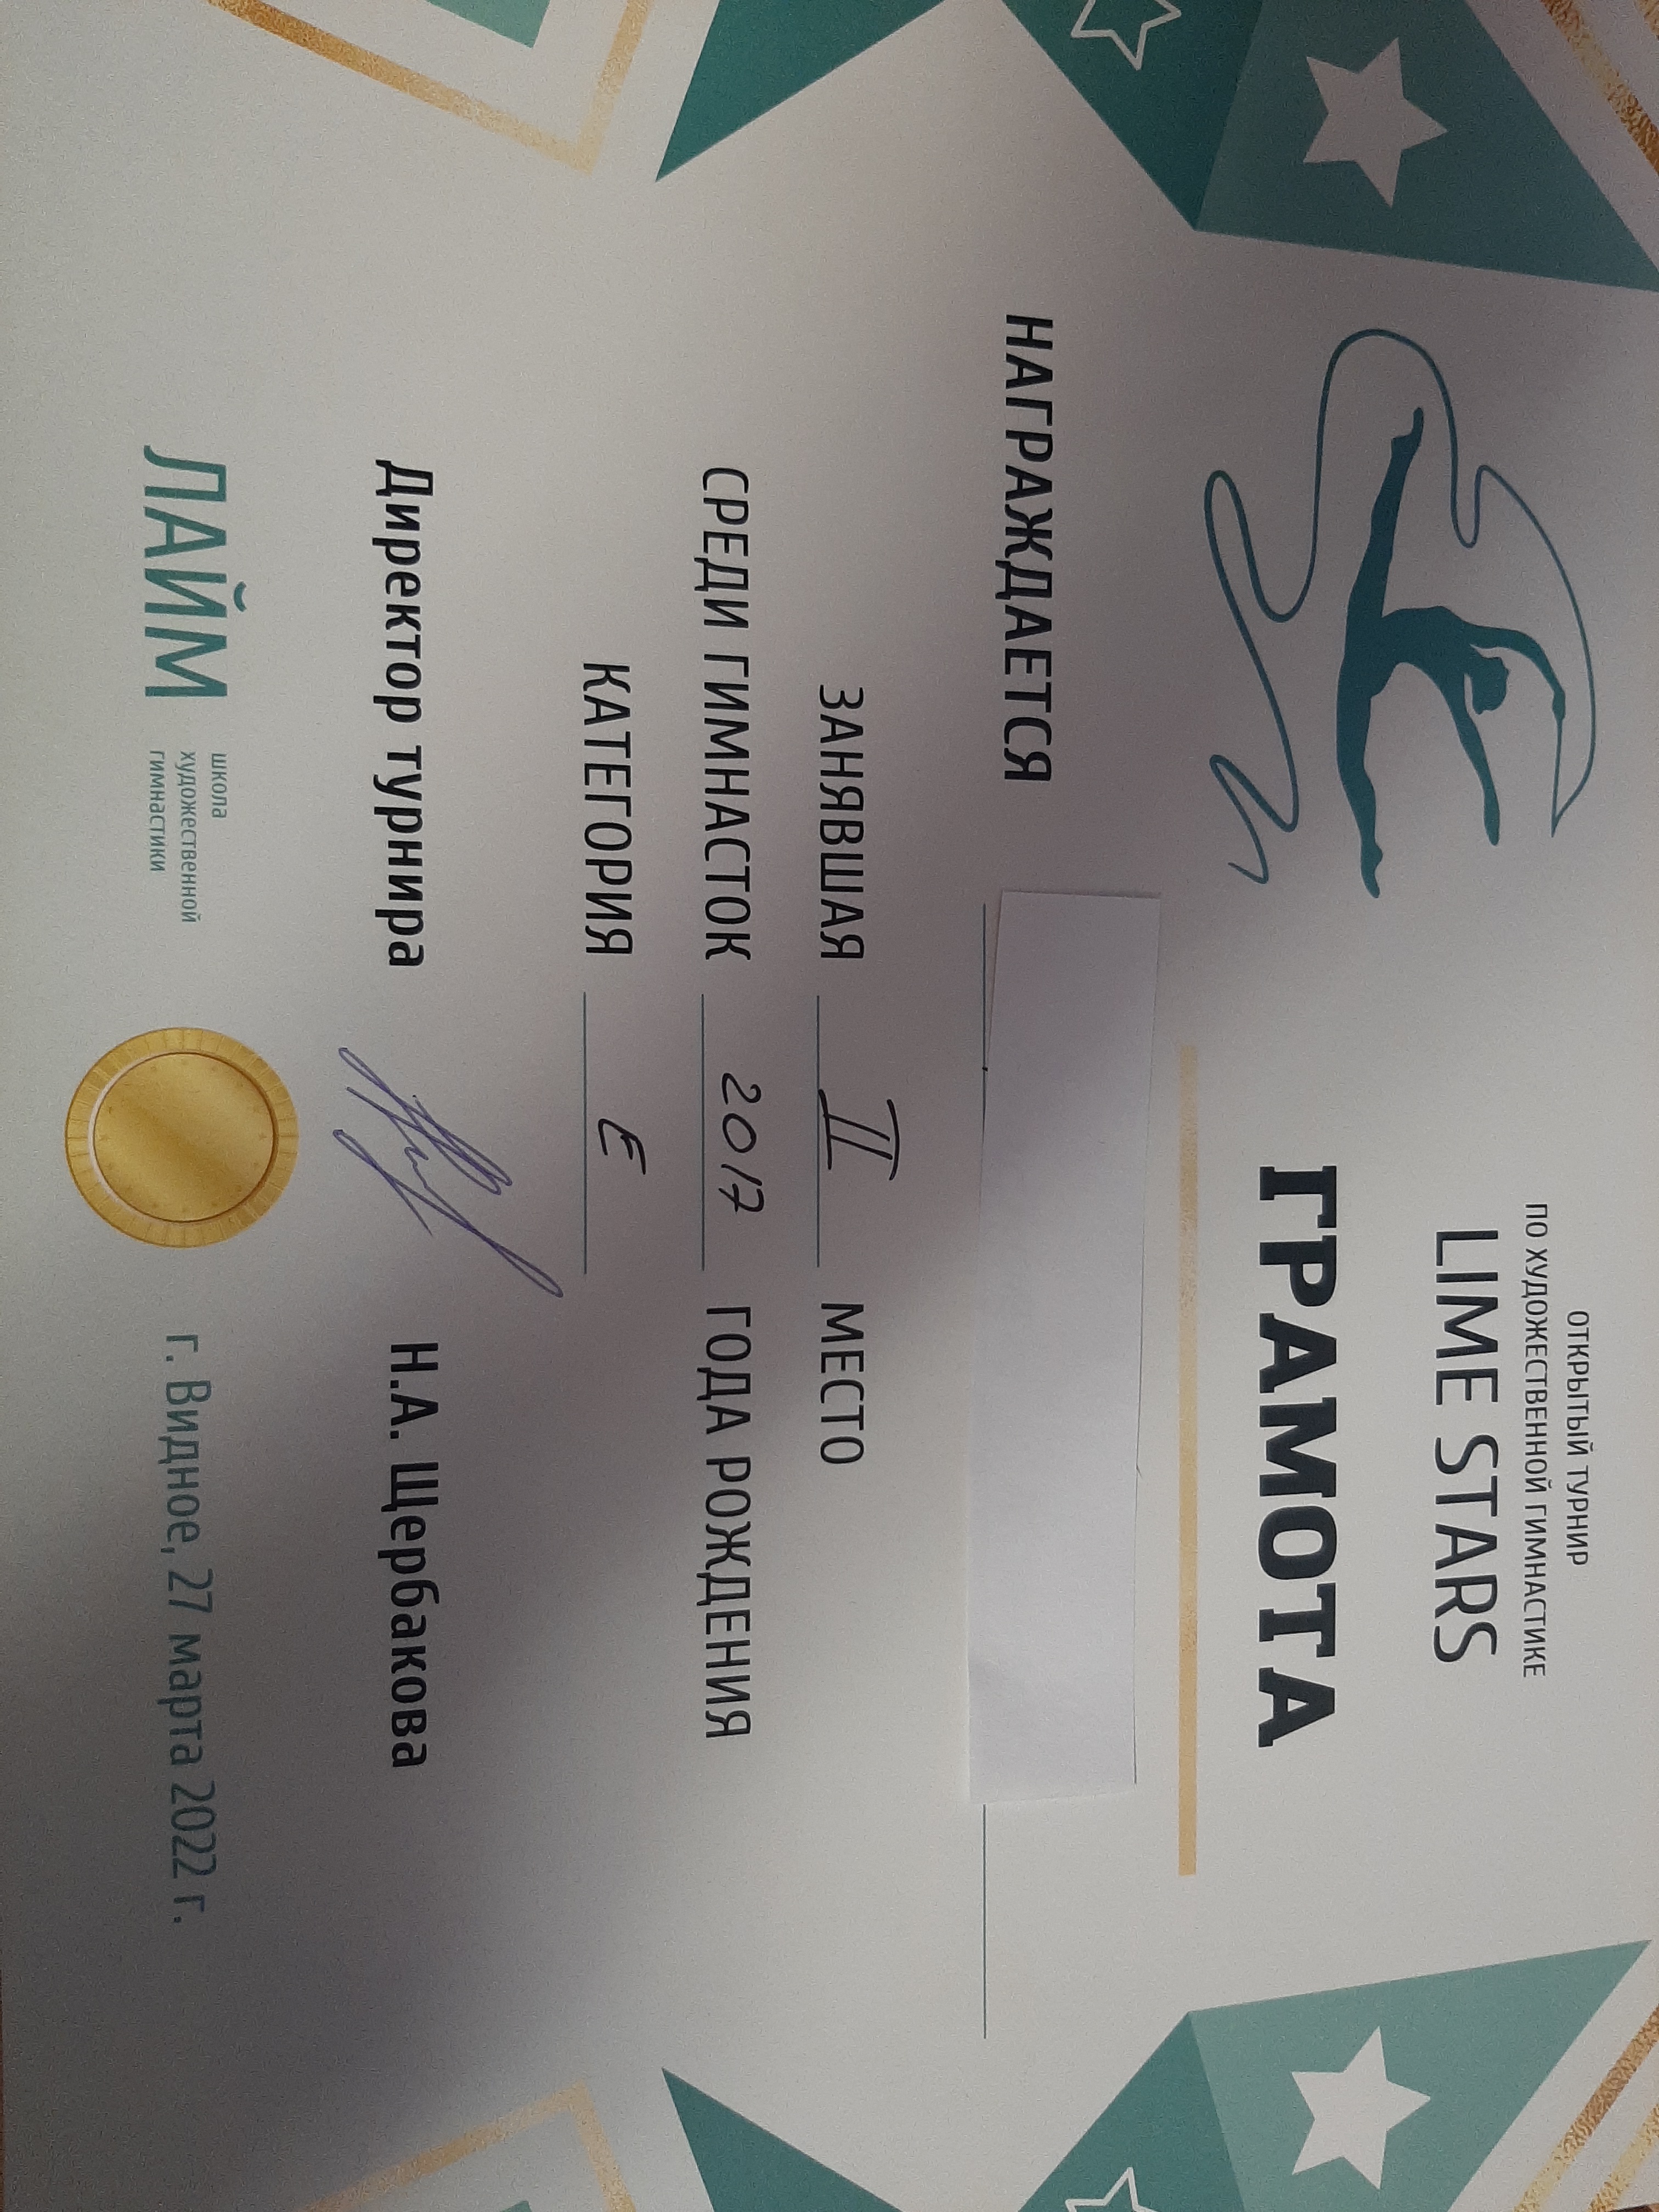 ОТКРЫТЫЙ ТУРНИР
ПО ХУДОЖЕСТВЕННОЙ ГИМНАСТИКЕ
LIME STARS
ГРАМОТА
НАГРАЖДАЕТСЯ
ЗАНЯВШАЯ II МЕСТО
СРЕДИ ГИМНАСТОК 2017 ГОДА РОЖДЕНИЯ
КАТЕГОРИЯ E
Директор турнира Н.А. Щербакова
ЛАЙМ
школа
художественной
гимнастики
г. Видное, 27 марта 2022 г.